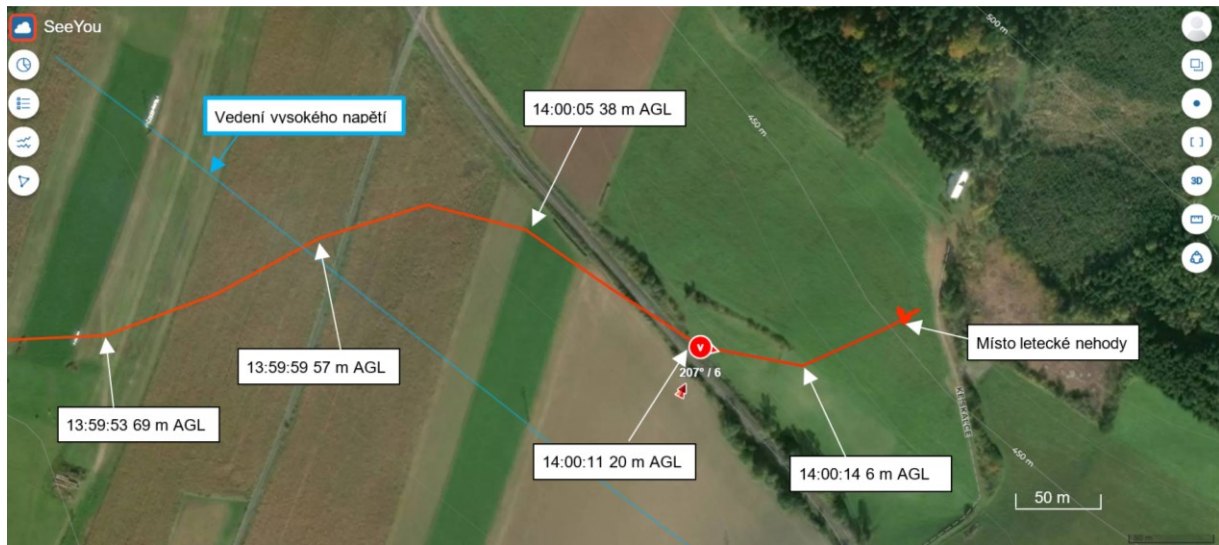 SeeYou
500 m
Vedení vysokého napětí
14:00:05 38 m AGL
450 m
3D
13:59:59 57 m AGL
Místo letecké nehody
207° / 6
13:59:53 69 m AGL
14:00:11 20 m AGL
14:00:14 6 m AGL
450 m
50 m